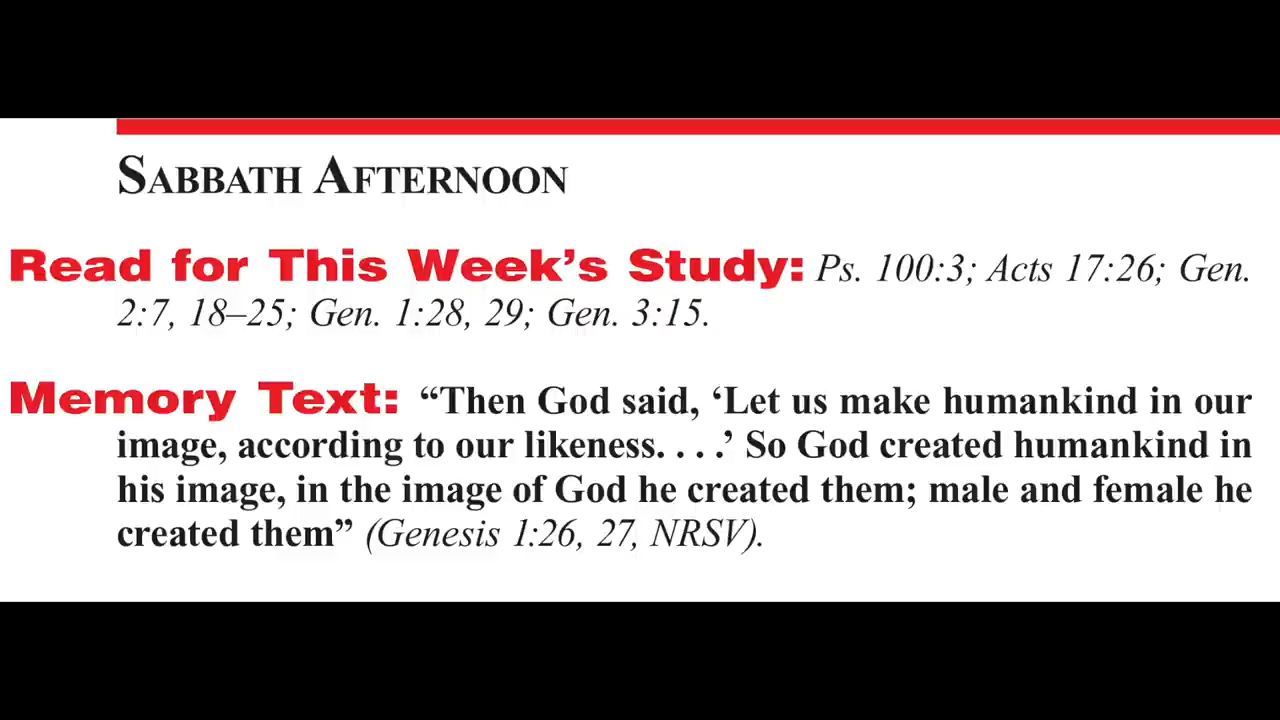 SABBATH AFTERNOON
Read for This Week’s Study: Ps. 100:3; Acts 17:26; Gen.
2:7, 18–25; Gen. 1:28, 29; Gen. 3:15.
Memory Text: “Then God said, ‘Let us make humankind in our
image, according to our likeness. . . .’ So God created humankind in
his image, in the image of God he created them; male and female he
created them” (Genesis 1:26, 27, NRSV).